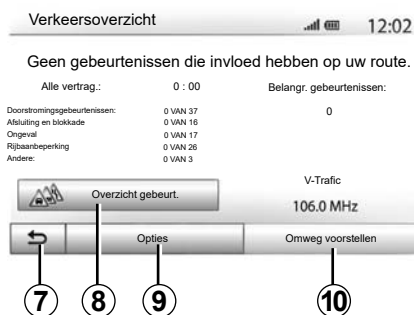 Verkeersoverzicht 12:02
Geen gebeurtenissen die invloed hebben op uw route.
Alle vertrag.: 0 : 00 Belangr. gebeurtenissen:
Doorstromingsgebeurtenissen: 0 VAN 37 0
Afsluiting en blokkade 0 VAN 16
Ongeval 0 VAN 17
Rijbaanbeperking 0 VAN 26
Andere: 0 VAN 3
V-Trafic
Overzicht gebeurt. 106.0 MHz
Opties Omweg voorstellen
7 8 9 10